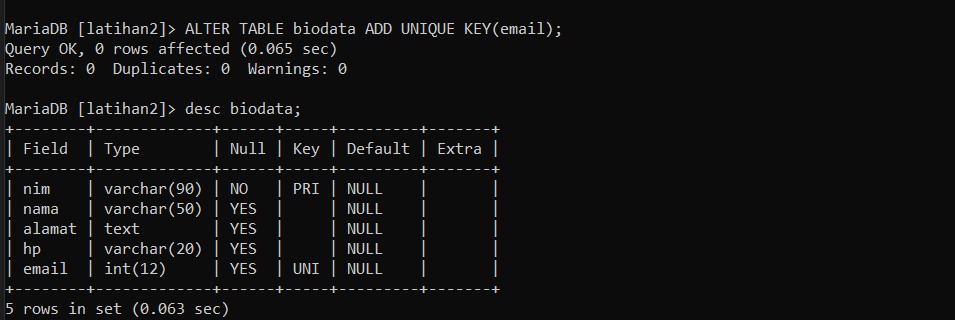 MariaDB [latihan2]> ALTER TABLE biodata ADD UNIQUE KEY(email);
Query OK, 0 rows affected (0.065 sec)
Records: 0  Duplicates: 0  Warnings: 0

MariaDB [latihan2]> desc biodata;
+--------+-------------+------+-----+---------+-------+
| Field  | Type        | Null | Key | Default | Extra |
+--------+-------------+------+-----+---------+-------+
| nim    | varchar(90) | NO   | PRI | NULL    |       |
| nama   | varchar(50) | YES  |     | NULL    |       |
| alamat | text        | YES  |     | NULL    |       |
| hp     | varchar(20) | YES  |     | NULL    |       |
| email  | int(12)     | YES  | UNI | NULL    |       |
+--------+-------------+------+-----+---------+-------+
5 rows in set (0.063 sec)